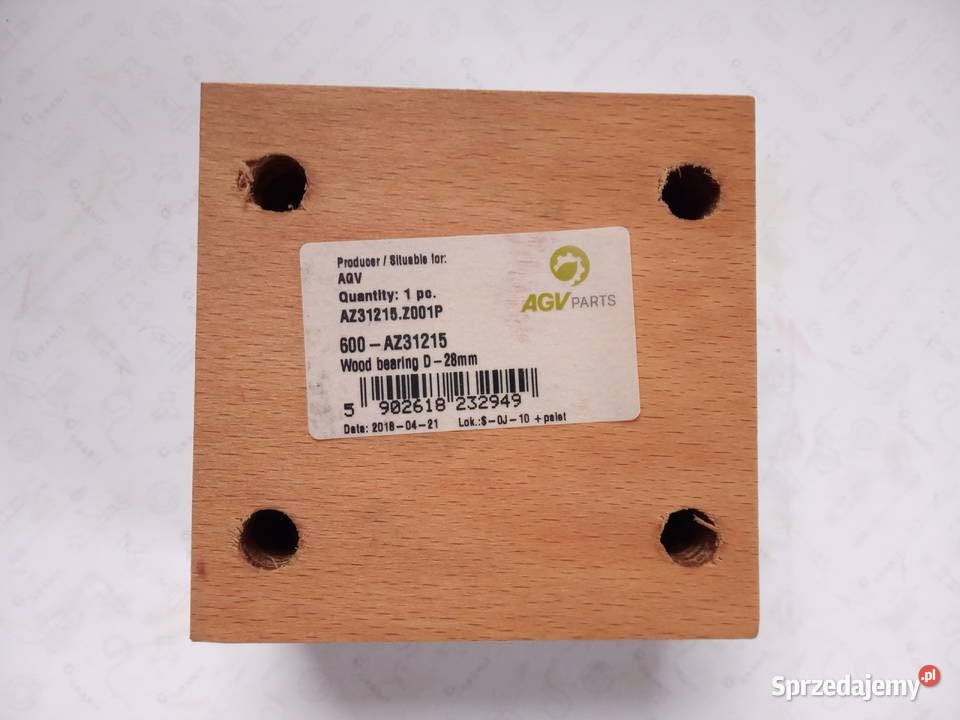 Producer / Situable for:
AGV
Quantity: 1 pc.
AZ31215.Z001P
600-AZ31215
Wood bearing D-28mm
5 902618 232949
Date: 2018-04-21 Lok.:S-0J-10 +palet
AGV PARTS
Sprzedajemy.pl